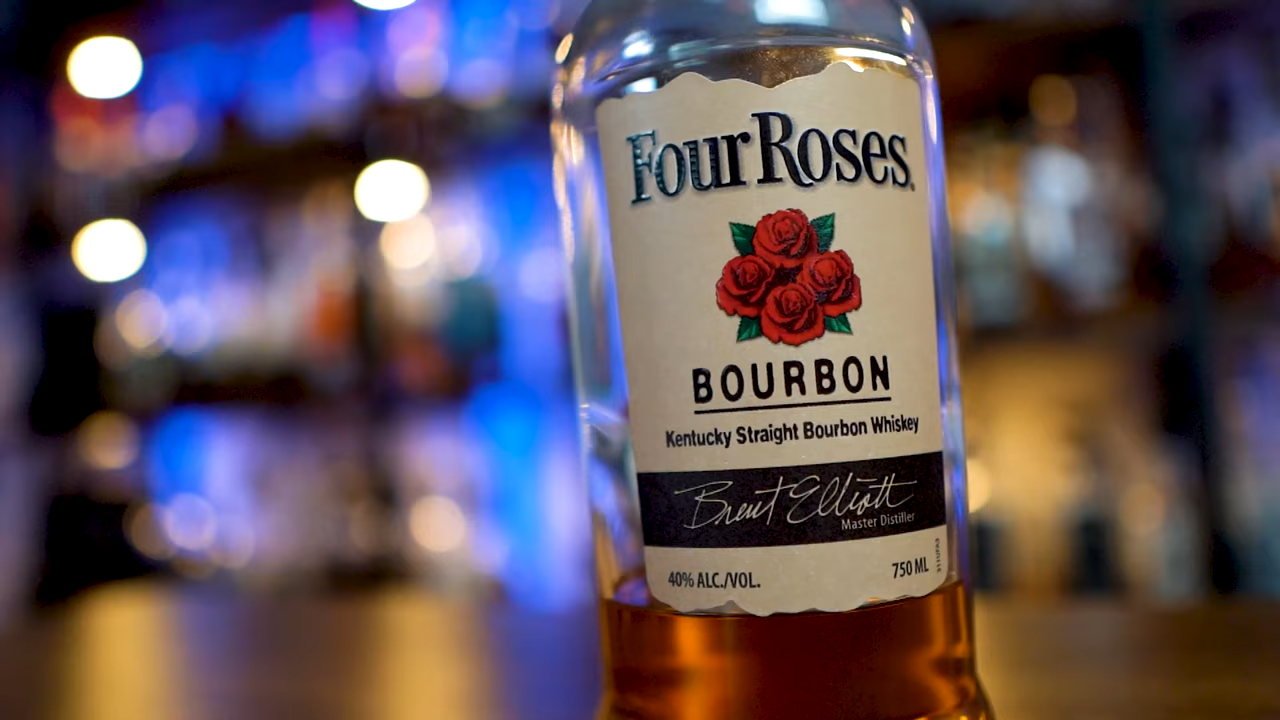 Four Roses
BOURBON
Kentucky Straight Bourbon Whiskey
Brent Elliott
Master Distiller
40% ALC./VOL.
750 ML